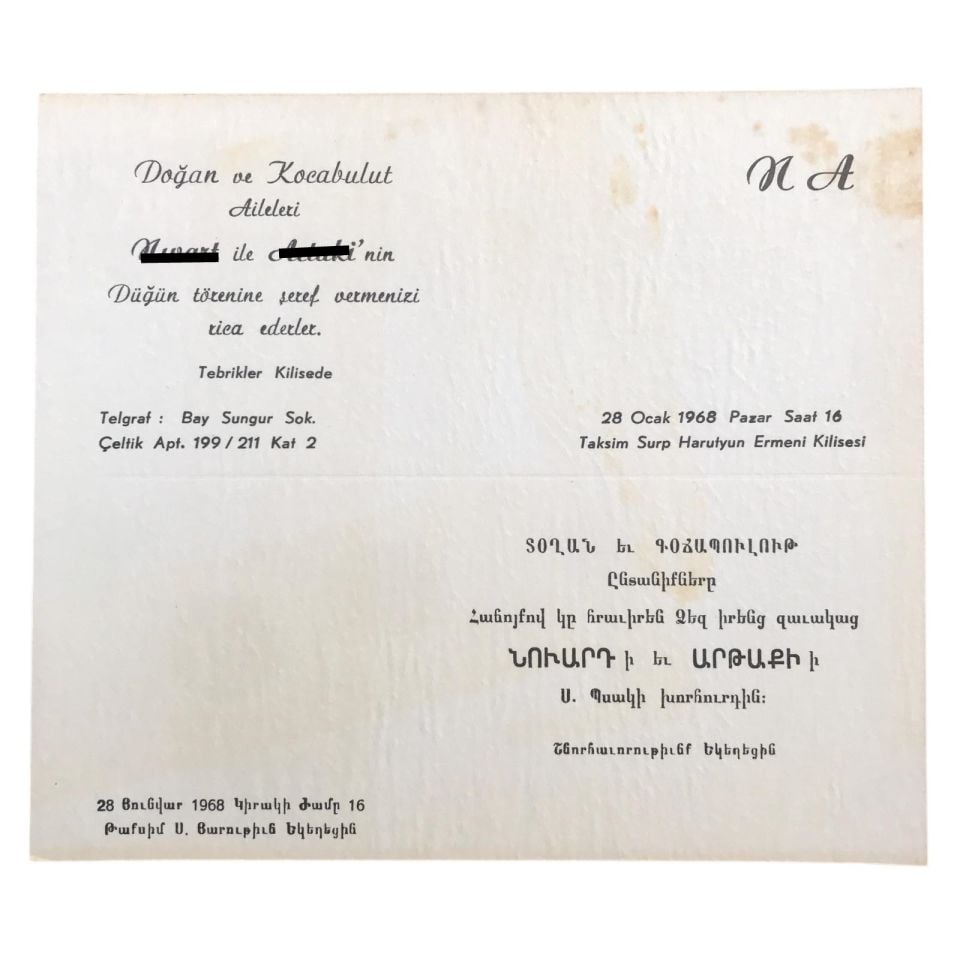 Doğan ve Kocabulut
Aileleri
ile 'nin
Düğün törenine şeref vermenizi
rica ederler.
Tebrikler Kilisede
Telgraf : Bay Sungur Sok.
Çeltik Apt. 199 / 211 Kat 2
N A
28 Ocak 1968 Pazar Saat 16
Taksim Surp Harutyun Ermeni Kilisesi
ՏՕՂԱՆ եւ ԳՕՃԱՊՈՒԼՈՒԹ
Ընտանիքները
Հաճոյքով կը հրաւիրեն Ձեզ իրենց զաւակաց
ՆՈՒԱՐԴ ի եւ ԱՐԹԱՔԻ ի
Ս. Պսակի խորհուրդին։
Շնորհաւորութիւնք Եկեղեցին
28 Յունվար 1968 Կիրակի Ժամը 16
Թաքսիմ Ս. Յարութիւն Եկեղեցին